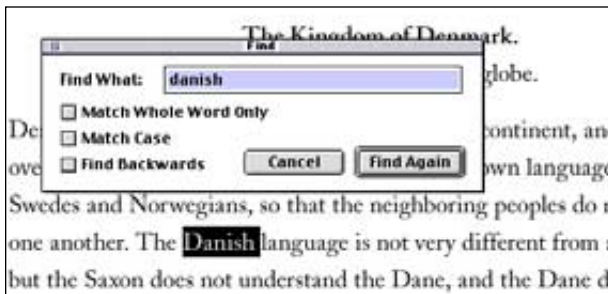 The Kingdom of Denmark.
Find
Find What: danish
globe.
Match Whole Word Only
De continent, an
Match Case
ove own language
Find Backwards Cancel Find Again
Swedes and Norwegians, so that the neighboring peoples do
one another. The Danish language is not very different from
but the Saxon does not understand the Dane, and the Dane d